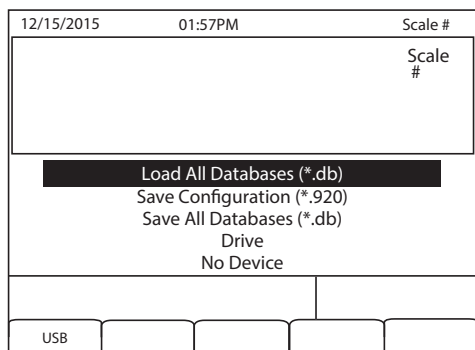 12/15/2015 01:57PM Scale #
Scale
#
Load All Databases (*.db)
Save Configuration (*.920)
Save All Databases (*.db)
Drive
No Device
USB